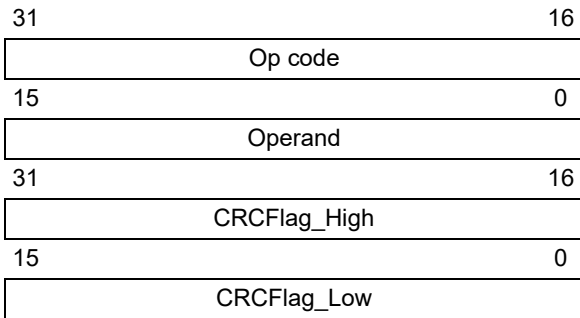 31 16
Op code
15 0
Operand
31 16
CRCFlag_High
15 0
CRCFlag_Low